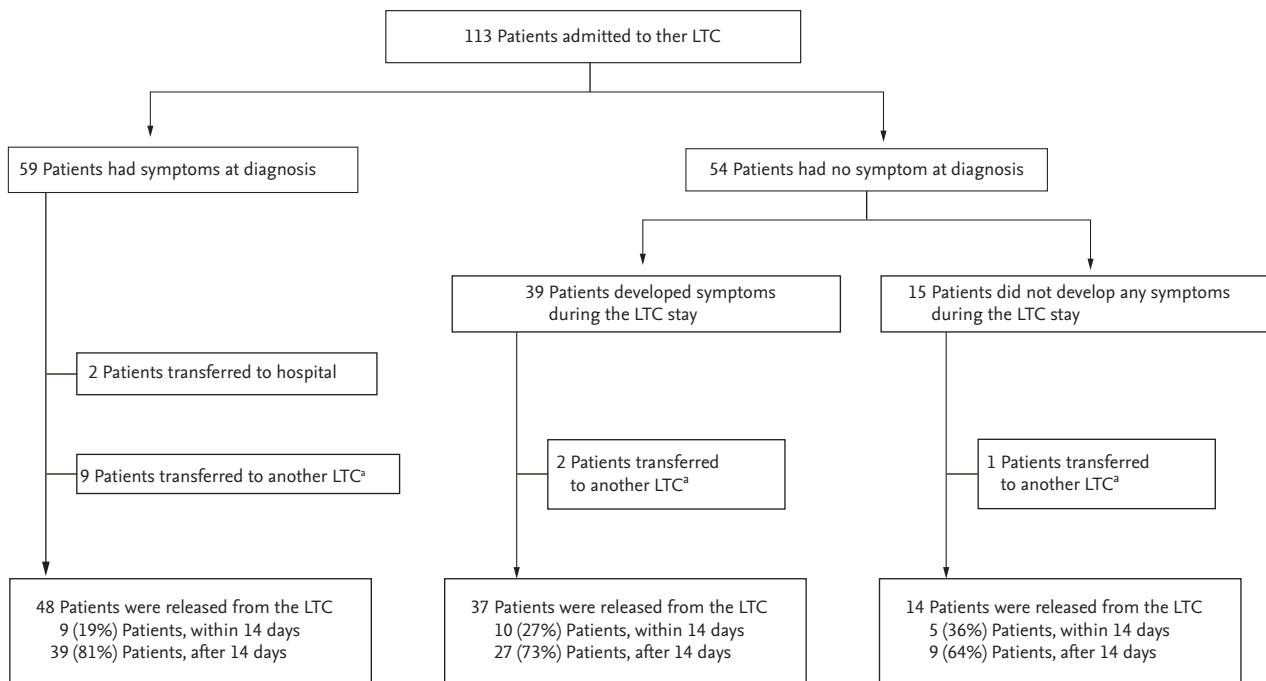 113 Patients admitted to ther LTC
59 Patients had symptoms at diagnosis
54 Patients had no symptom at diagnosis
39 Patients developed symptoms
during the LTC stay
15 Patients did not develop any symptoms
during the LTC stay
2 Patients transferred to hospital
9 Patients transferred to another LTCᵃ
2 Patients transferred
to another LTCᵃ
1 Patients transferred
to another LTCᵃ
48 Patients were released from the LTC
9 (19%) Patients, within 14 days
39 (81%) Patients, after 14 days
37 Patients were released from the LTC
10 (27%) Patients, within 14 days
27 (73%) Patients, after 14 days
14 Patients were released from the LTC
5 (36%) Patients, within 14 days
9 (64%) Patients, after 14 days